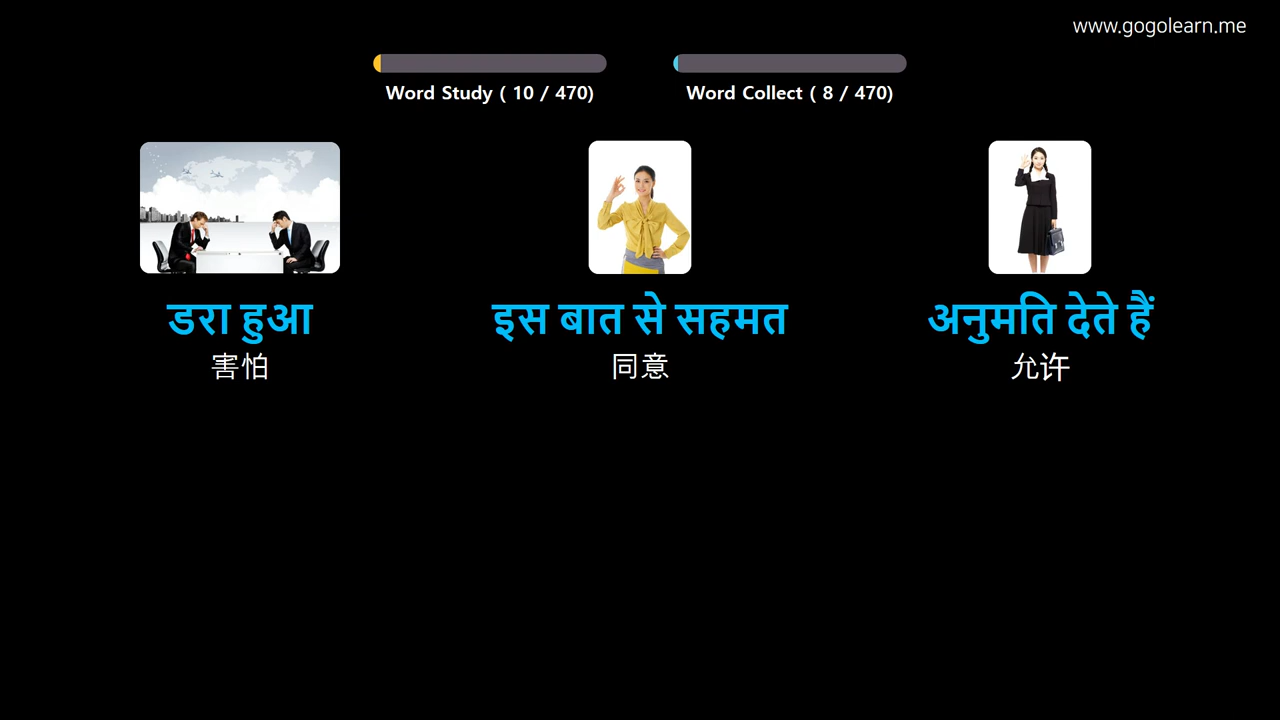 www.gogolearn.me
Word Study ( 10 / 470)
Word Collect ( 8 / 470)
डरा हुआ
इस बात से सहमत
अनुमति देते हैं
害怕
同意
允许